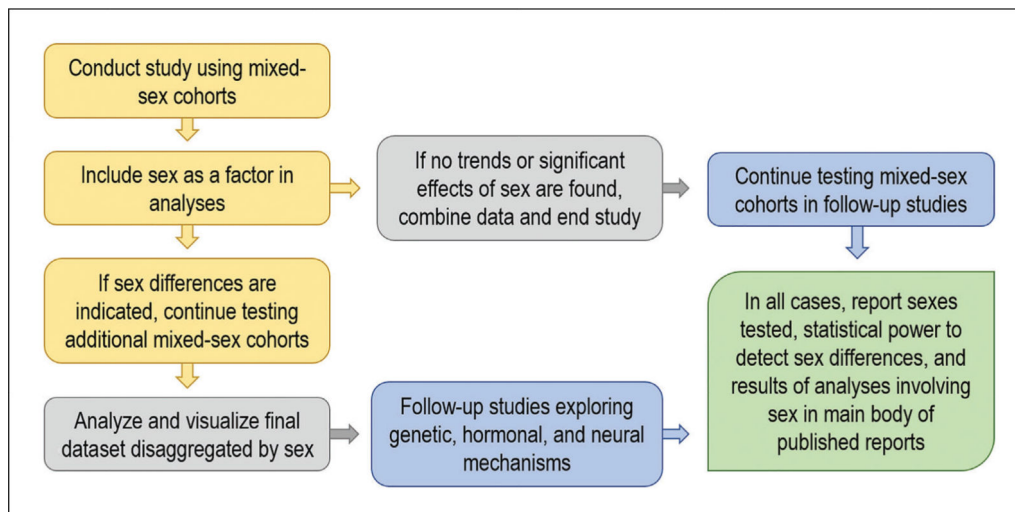 Conduct study using mixed-
sex cohorts
Include sex as a factor in
analyses
If sex differences are
indicated, continue testing
additional mixed-sex cohorts
Analyze and visualize final
dataset disaggregated by sex
If no trends or significant
effects of sex are found,
combine data and end study
Follow-up studies exploring
genetic, hormonal, and neural
mechanisms
Continue testing mixed-sex
cohorts in follow-up studies
In all cases, report sexes
tested, statistical power to
detect sex differences, and
results of analyses involving
sex in main body of
published reports